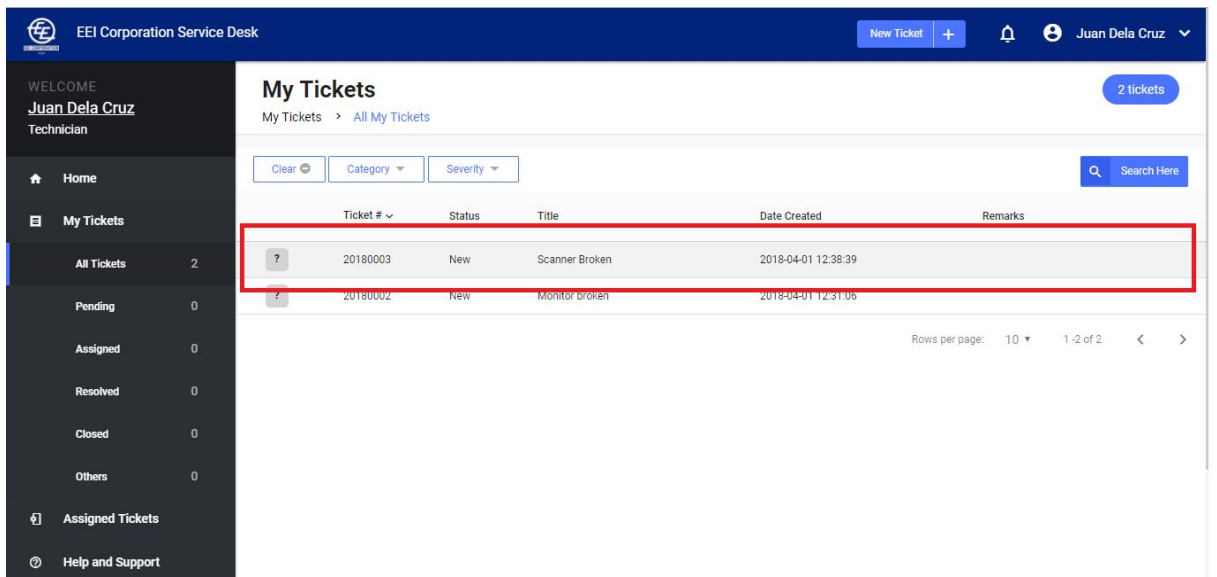 EEI Corporation Service Desk
New Ticket +
Juan Dela Cruz
WELCOME
Juan Dela Cruz
Technician
Home
My Tickets
All Tickets 2
Pending 0
Assigned 0
Resolved 0
Closed 0
Others 0
Assigned Tickets
Help and Support
My Tickets
2 tickets
My Tickets > All My Tickets
Clear Category Severity
Search Here
Ticket # Status Title Date Created Remarks
? 20180003 New Scanner Broken 2018-04-01 12:38:39
? 20180002 New Monitor broken 2018-04-01 12:31:06
Rows per page: 10 1-2 of 2 < >